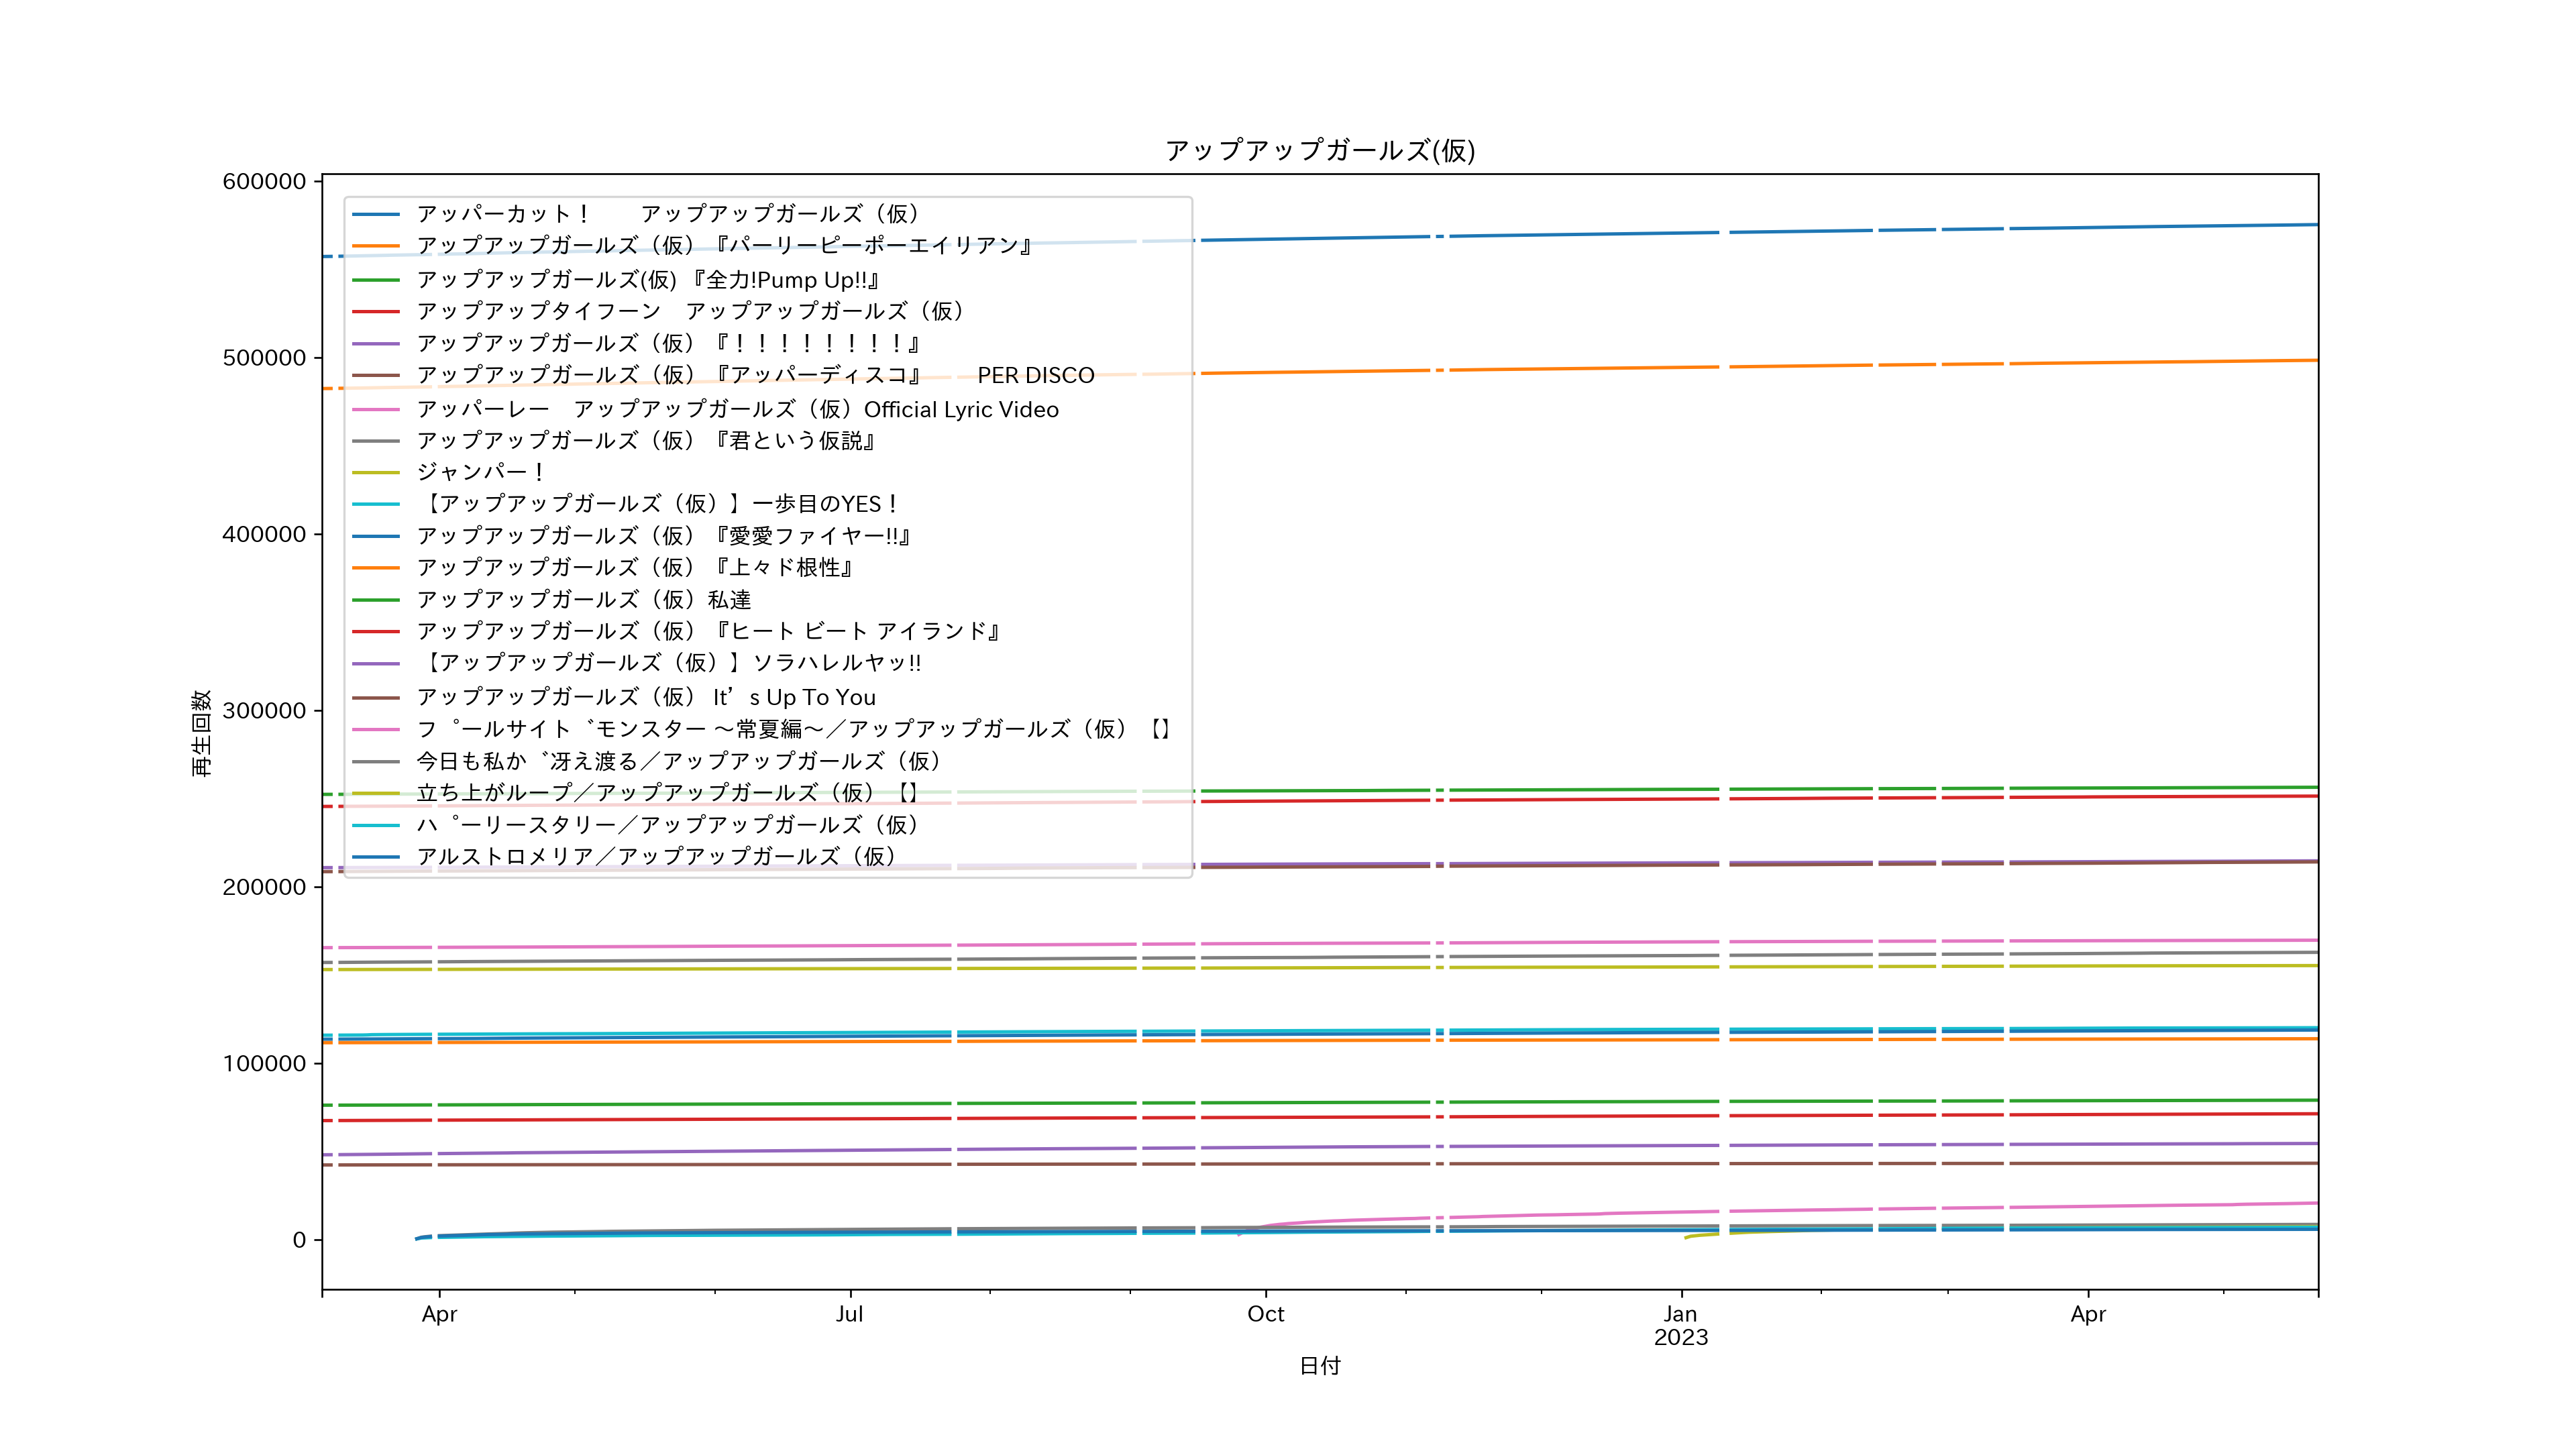 アップアップガールズ(仮)
600000
500000
400000
300000
200000
100000
0
再生回数
アッパーカット！　　アップアップガールズ（仮）
アップアップガールズ（仮）『パーリーピーポーエイリアン』
アップアップガールズ(仮) 『全力!Pump Up!!』
アップアップタイフーン　アップアップガールズ（仮）
アップアップガールズ（仮）『！！！！！！！！』
アップアップガールズ（仮）『アッパーディスコ』　　PER DISCO
アッパーレー　アップアップガールズ（仮）Official Lyric Video
アップアップガールズ（仮）『君という仮説』
ジャンパー！
【アップアップガールズ（仮）】一歩目のYES！
アップアップガールズ（仮）『愛愛ファイヤー!!』
アップアップガールズ（仮）『上々ド根性』
アップアップガールズ（仮）私達
アップアップガールズ（仮）『ヒート ビート アイランド』
【アップアップガールズ（仮）】ソラハレルヤッ!!
アップアップガールズ（仮） It’s Up To You
フ゜ールサイト゛モンスター 〜常夏編〜／アップアップガールズ（仮）【】
今日も私か゛冴え渡る／アップアップガールズ（仮）
立ち上がループ／アップアップガールズ（仮）【】
ハ゜ーリースタリー／アップアップガールズ（仮）
アルストロメリア／アップアップガールズ（仮）
Apr
Jul
Oct
Jan
2023
Apr
日付